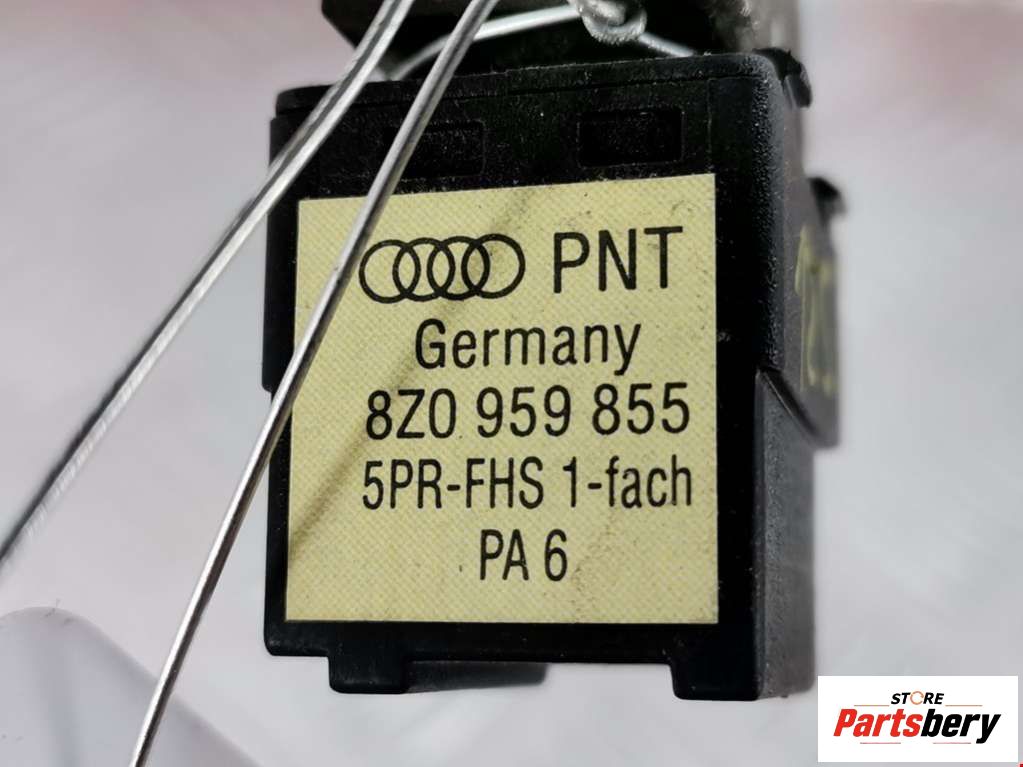 PNT
Germany
8Z0 959 855
5PR-FHS 1-fach
PA 6
STORE
Partsbery